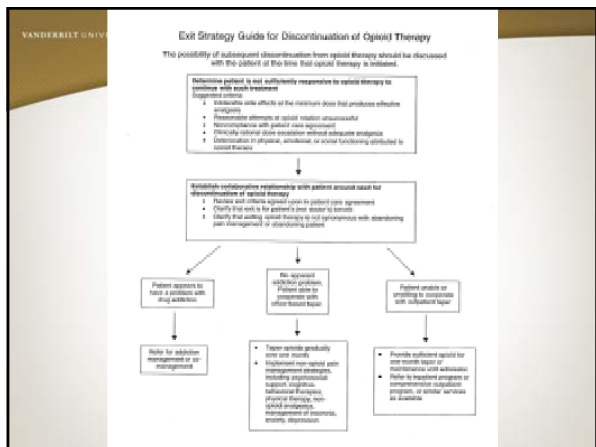 VANDERBILT UNIV
Exit Strategy Guide for Discontinuation of Opioid Therapy
The possibility of subsequent discontinuation from opioid therapy should be discussed
with the patient at the time that opioid therapy is initiated.
Determine patient is not sufficiently responsive to opioid therapy to
continue with such treatment
Suggested criteria:
Intolerable side effects at the minimum dose that produces effective
analgesia
Reasonable attempts at opioid rotation unsuccessful
Noncompliance with patient care agreement
Clinically rational dose escalation without adequate analgesia
Deterioration in physical, emotional, or social functioning attributed to
opioid therapy
Establish collaborative relationship with patient around need for
discontinuation of opioid therapy
Review exit criteria agreed upon in patient care agreement
Clarify that exit is for patient's (not doctor's) benefit
Clarify that exiting opioid therapy is not synonymous with abandoning
pain management or abandoning patient
Patient appears to
have a problem with
drug addiction
No apparent
addiction problem.
Patient able to
cooperate with
office-based taper
Patient unable or
unwilling to cooperate
with outpatient taper
Refer for addiction
management or co-
management
• Taper opioids gradually
over one month
• Implement non-opioid pain
management strategies,
including psychosocial
support, cognitive
behavioral therapies,
physical therapy, non-
opioid analgesics,
management of insomnia,
anxiety, depression
• Provide sufficient opioid for
one month taper or
maintenance until admission
• Refer to inpatient program or
comprehensive outpatient
program, or similar services
as available